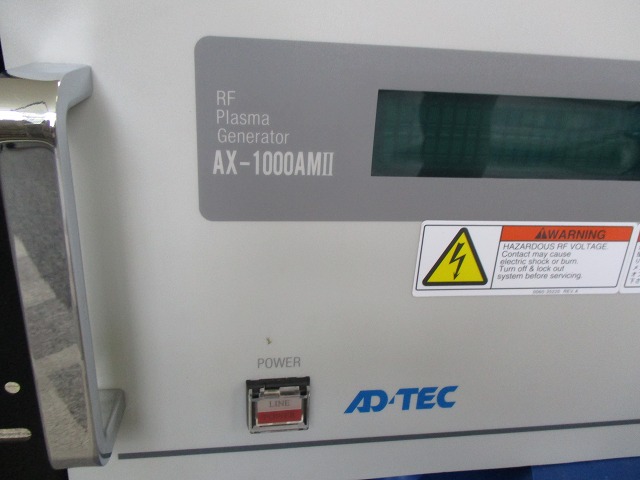 RF
Plasma
Generator
AX-1000AMII
WARNING
HAZARDOUS RF VOLTAGE
Contact may cause
electric shock or burn.
Turn off & lock out
system before servicing.
POWER
LINE
AD-TEC